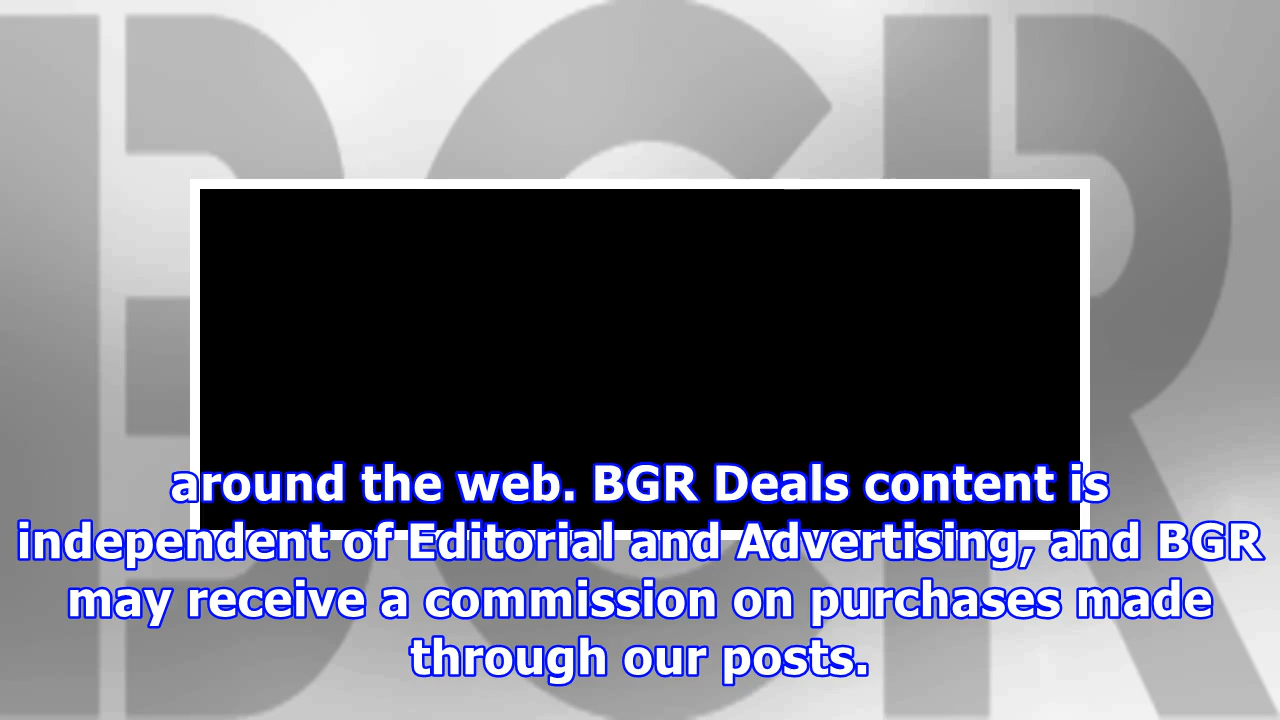 BGR
around the web. BGR Deals content is
independent of Editorial and Advertising, and BGR
may receive a commission on purchases made
through our posts.